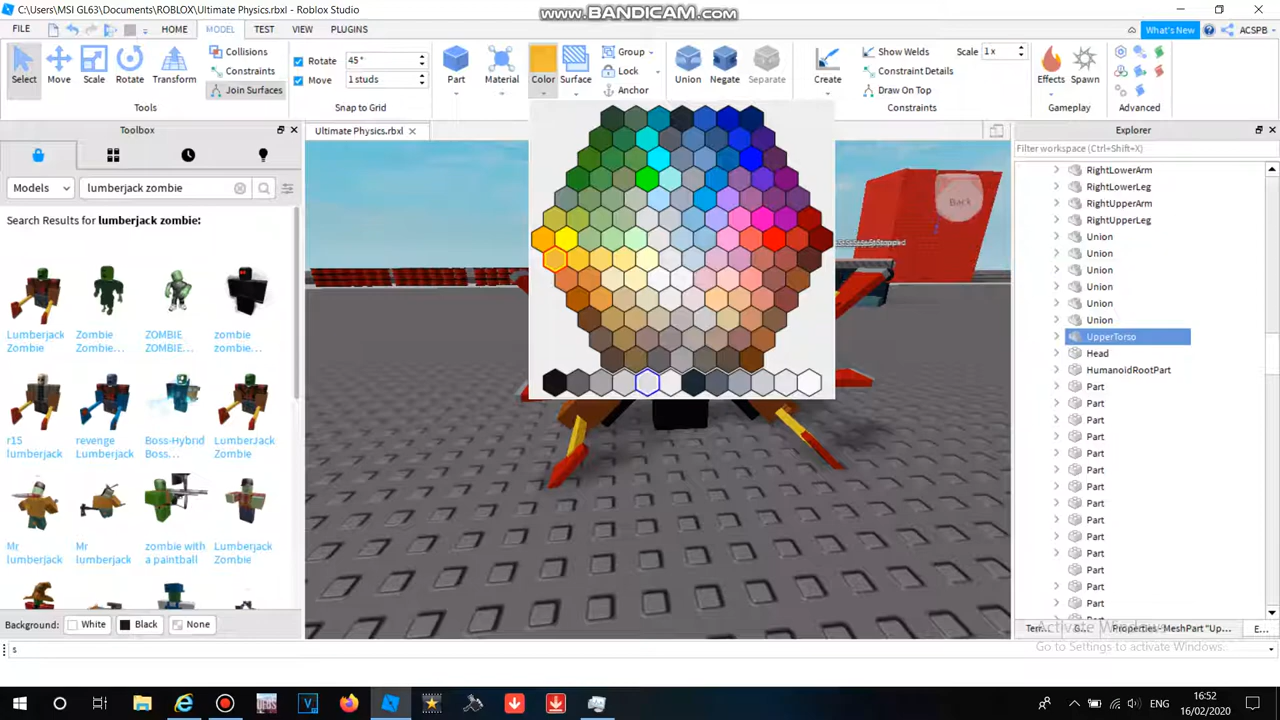 C:\Users\MSI GL63\Documents\ROBLOX\Ultimate Physics.rbxl - Roblox Studio
www.BANDICAM.com
FILE HOME MODEL TEST VIEW PLUGINS
What's New ACSPB
Select Move Scale Rotate Transform
Collisions
Constraints
Join Surfaces
Tools
Rotate 45°
Move 1 studs
Snap to Grid
Part Material Color Surface
Group
Lock
Anchor
Union Negate Separate
Create
Show Welds
Constraint Details
Draw On Top
Scale 1 x
Constraints
Effects Spawn
Gameplay
Advanced
Toolbox
Models lumberjack zombie
Search Results for lumberjack zombie:
Lumberjack Zombie
Zombie Zombie...
ZOMBIE ZOMBIE...
zombie zombie...
r15 lumberjack
revenge Lumberjack
Boss-Hybrid Boss...
LumberJack Zombie
Mr lumberjack
Mr lumberjack
zombie with a paintball
Lumberjack Zombie
Background: White Black None
Ultimate Physics.rbxl
BACK
Explorer
Filter workspace (Ctrl+Shift+X)
RightLowerArm
RightLowerLeg
RightUpperArm
RightUpperLeg
Union
Union
Union
Union
Union
Union
UpperTorso
Head
HumanoidRootPart
Part
Part
Part
Part
Part
Part
Part
Part
Part
Part
Part
Part
Part
Part
Ter...
Properties - MeshPart "Up...
E...
Activate Windows
Go to Settings to activate Windows.
s
ENG
16:52
16/02/2020